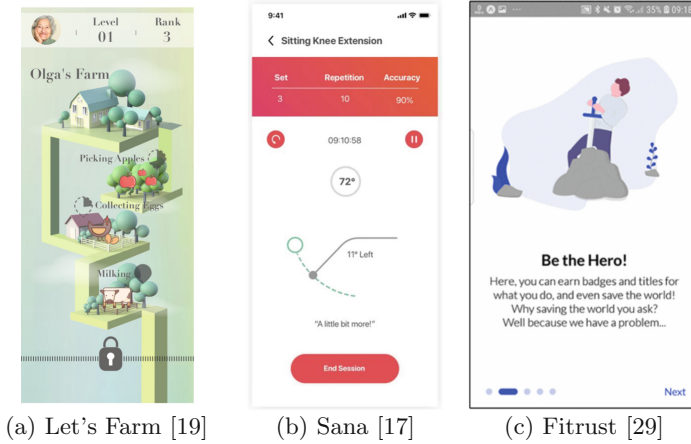 Level
01
Rank
3
Olga's Farm
Picking Apples
Collecting Eggs
Milking
(a) Let's Farm [19]
9:41
Sitting Knee Extension
Set
Repetition
Accuracy
3
10
90%
09:10:58
72°
11° Left
"A little bit more!"
End Session
(b) Sana [17]
35% 09:18
Be the Hero!
Here, you can earn badges and titles for
what you do, and even save the world!
Why saving the world you ask?
Well because we have a problem...
Next
(c) Fitrust [29]